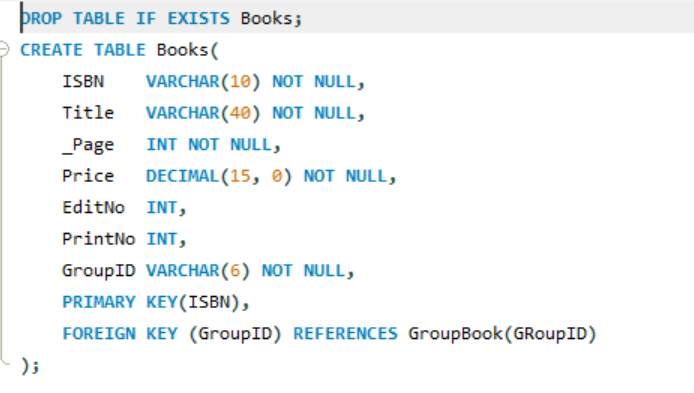 DROP TABLE IF EXISTS Books;
CREATE TABLE Books(
ISBN VARCHAR(10) NOT NULL,
Title VARCHAR(40) NOT NULL,
_Page INT NOT NULL,
Price DECIMAL(15, 0) NOT NULL,
EditNo INT,
PrintNo INT,
GroupID VARCHAR(6) NOT NULL,
PRIMARY KEY(ISBN),
FOREIGN KEY (GroupID) REFERENCES GroupBook(GRoupID)
);